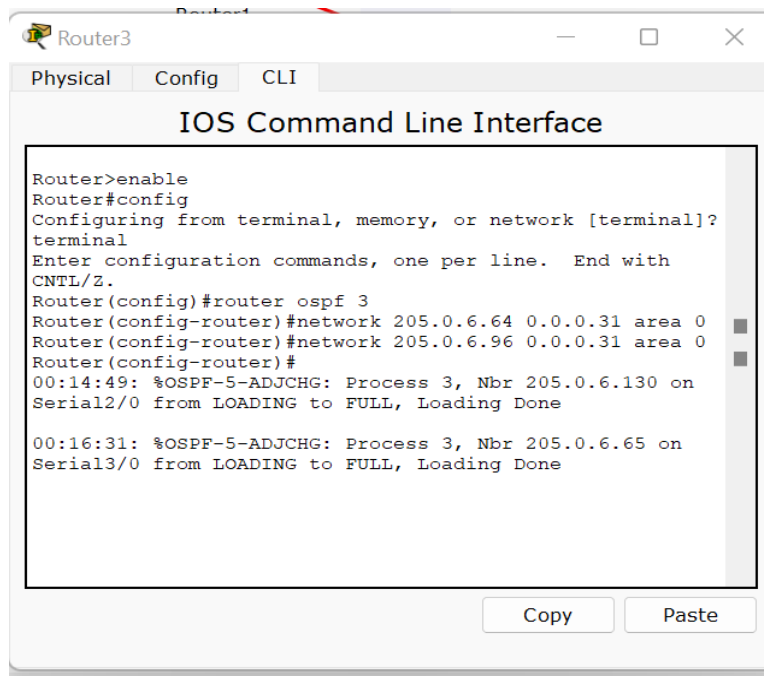 Router1
Router3
Physical Config CLI
IOS Command Line Interface
Router>enable
Router#config
Configuring from terminal, memory, or network [terminal]?
terminal
Enter configuration commands, one per line.  End with
CNTL/Z.
Router(config)#router ospf 3
Router(config-router)#network 205.0.6.64 0.0.0.31 area 0
Router(config-router)#network 205.0.6.96 0.0.0.31 area 0
Router(config-router)#
00:14:49: %OSPF-5-ADJCHG: Process 3, Nbr 205.0.6.130 on
Serial2/0 from LOADING to FULL, Loading Done
00:16:31: %OSPF-5-ADJCHG: Process 3, Nbr 205.0.6.65 on
Serial3/0 from LOADING to FULL, Loading Done
Copy Paste